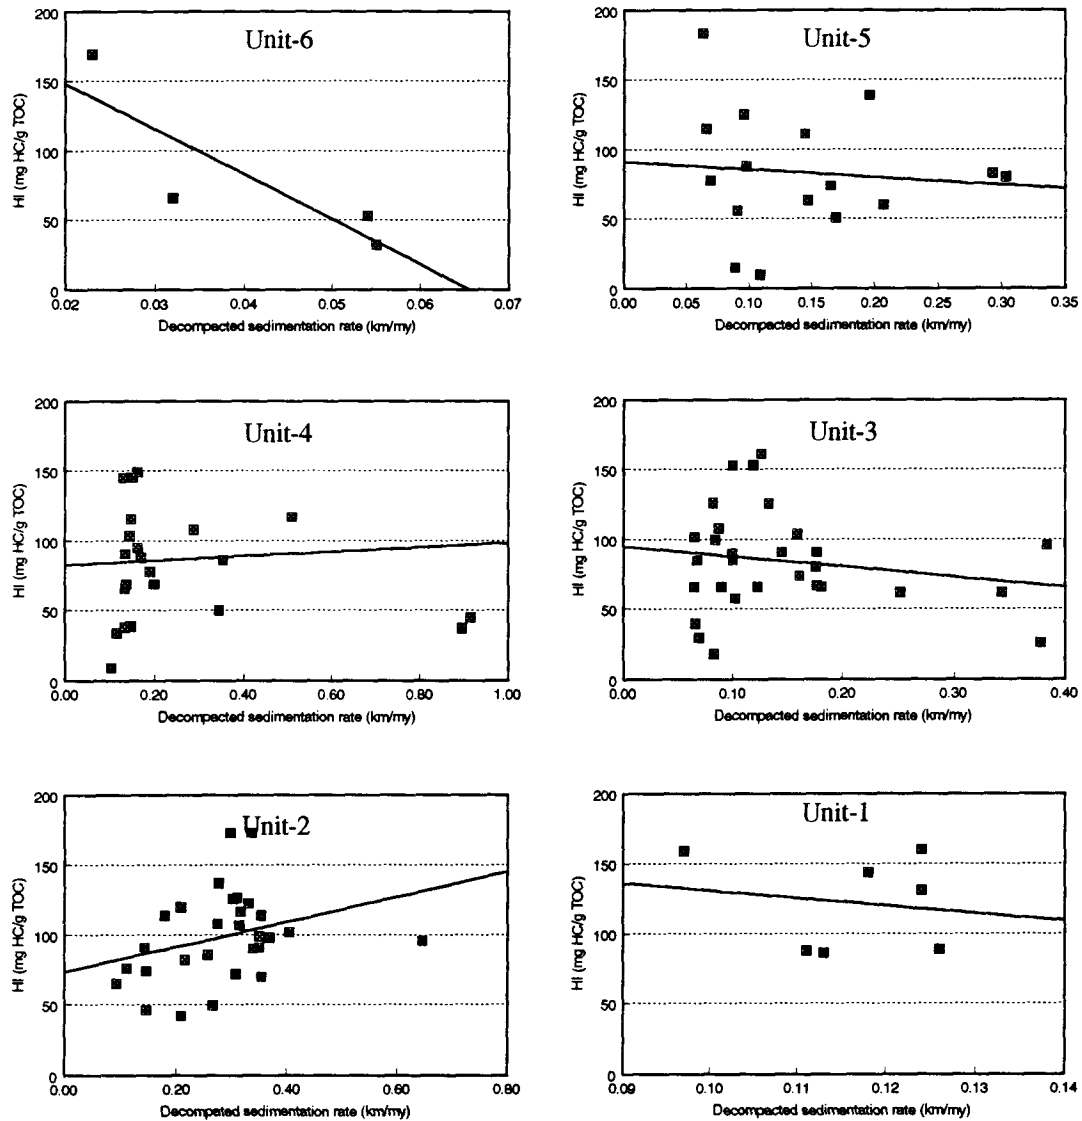 Unit-6
200
150
100
50
0
HI (mg HC/g TOC)
0.02 0.03 0.04 0.05 0.06 0.07
Decompacted sedimentation rate (km/my)
Unit-5
200
150
100
50
0
HI (mg HC/g TOC)
0.00 0.05 0.10 0.15 0.20 0.25 0.30 0.35
Decompacted sedimentation rate (km/my)
Unit-4
200
150
100
50
0
HI (mg HC/g TOC)
0.00 0.20 0.40 0.60 0.80 1.00
Decompacted sedimentation rate (km/my)
Unit-3
200
150
100
50
0
HI (mg HC/g TOC)
0.00 0.10 0.20 0.30 0.40
Decompacted sedimentation rate (km/my)
Unit-2
200
150
100
50
0
HI (mg HC/g TOC)
0.00 0.20 0.40 0.60 0.80
Decompated sedimentation rate (km/my)
Unit-1
200
150
100
50
0
HI (mg HC/g TOC)
0.09 0.10 0.11 0.12 0.13 0.14
Decompacted sedimentation rate (km/my)